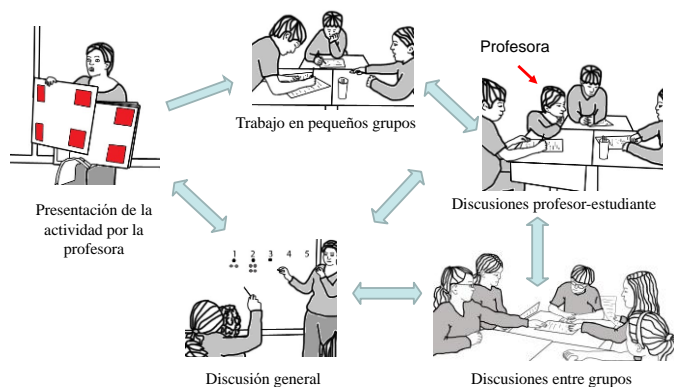 Profesora
Trabajo en pequeños grupos
Presentación de la
actividad por la
profesora
Discusiones profesor-estudiante
1 2 3 4 5
Discusión general
Discusiones entre grupos